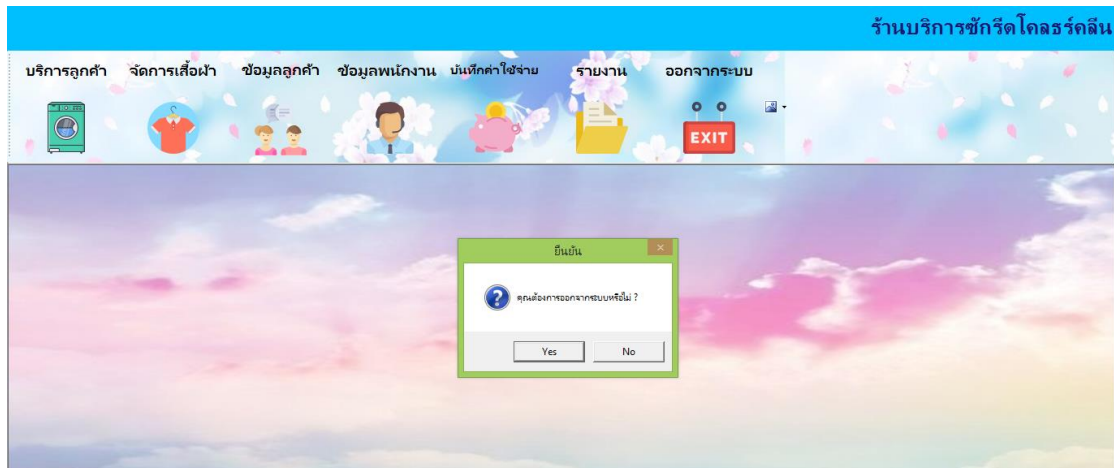 ร้านบริการซักรีดโคลธร์คลีน
บริการลูกค้า จัดการเสื้อผ้า ข้อมูลลูกค้า ข้อมูลพนักงาน บันทึกค่าใช้จ่าย รายงาน ออกจากระบบ
EXIT
ยืนยัน
คุณต้องการออกจากระบบหรือไม่ ?
Yes No